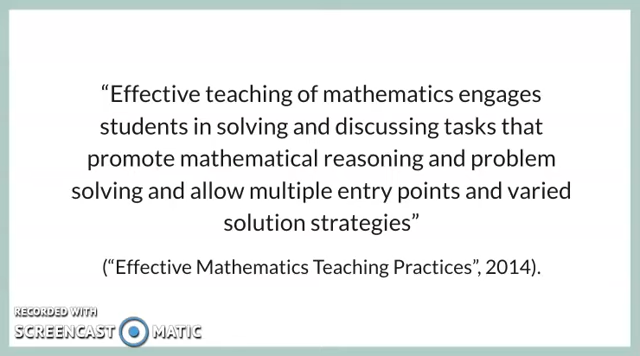 “Effective teaching of mathematics engages
students in solving and discussing tasks that
promote mathematical reasoning and problem
solving and allow multiple entry points and varied
solution strategies”
(“Effective Mathematics Teaching Practices”, 2014).
RECORDED WITH
SCREENCAST MATIC